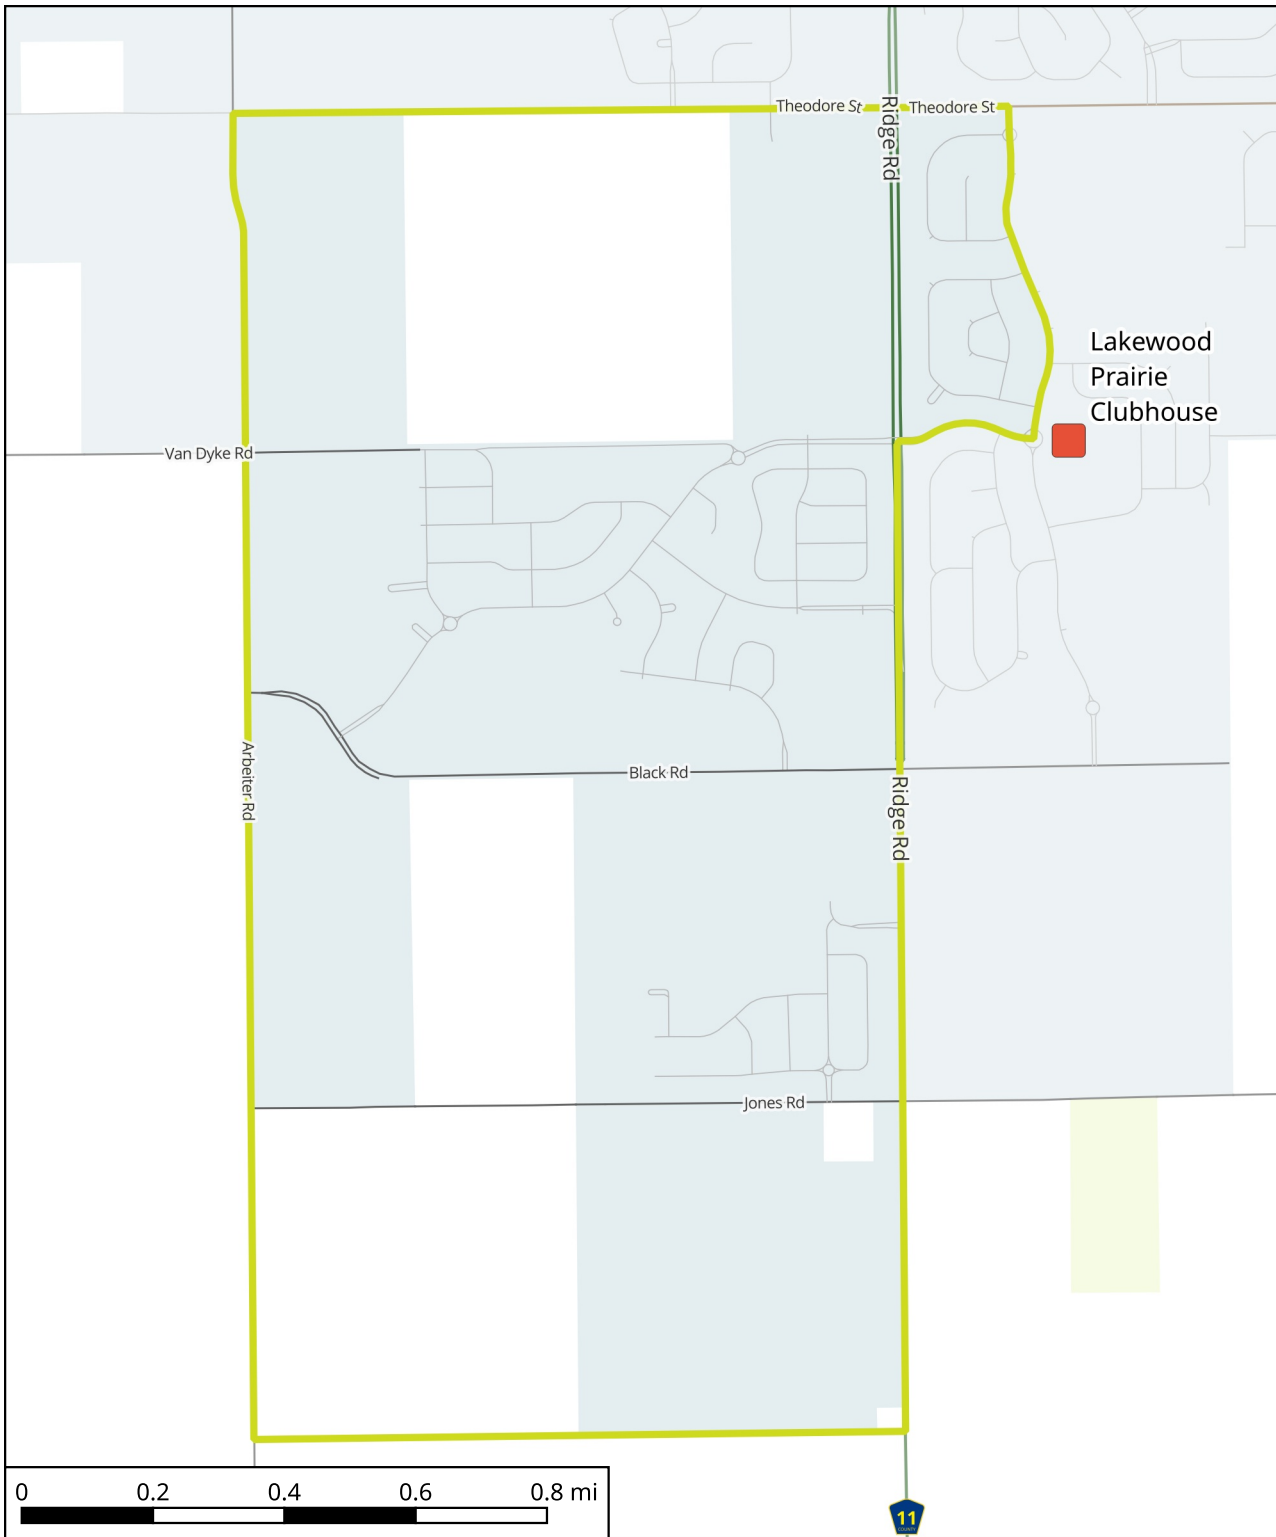 Theodore St
Theodore St
Ridge Rd
Lakewood
Prairie
Clubhouse
Van Dyke Rd
Arbeiter Rd
Black Rd
Ridge Rd
Jones Rd
0 0.2 0.4 0.6 0.8 mi
11
COUNTY